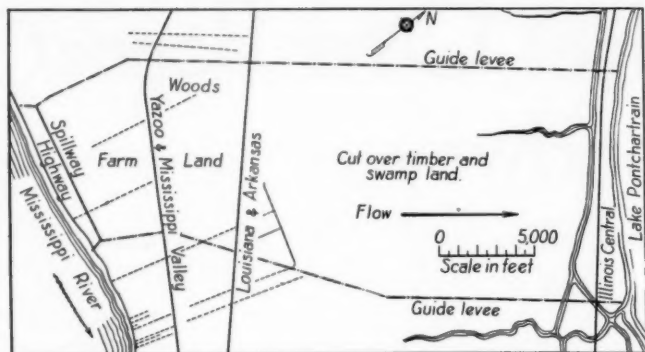 N
Guide levee
Woods
Spillway
Highway
Farm
Land
Yazoo & Mississippi Valley
Louisiana & Arkansas
Cut over timber and
swamp land.
Flow
0 5,000
Scale in feet
Mississippi River
Illinois Central
Lake Pontchartrain
Guide levee